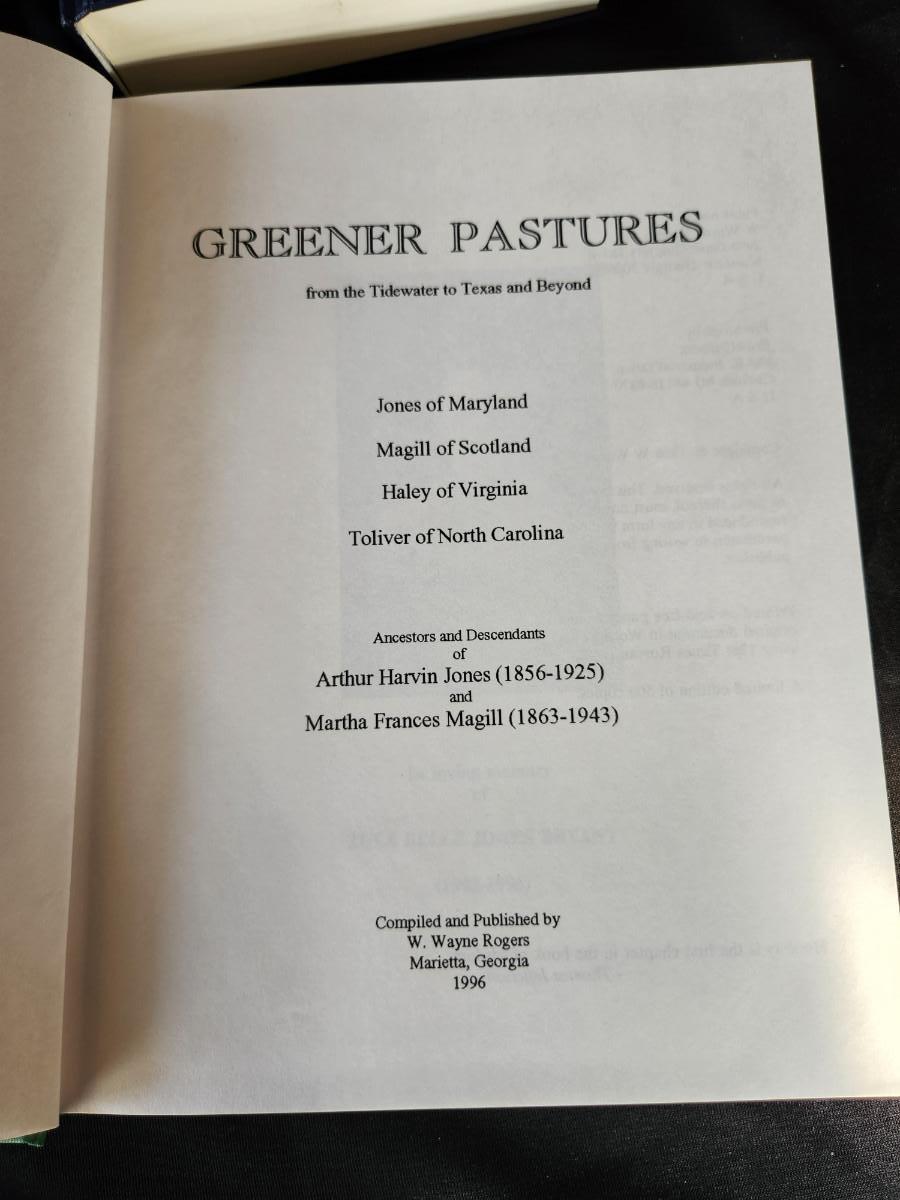 GREENER PASTURES
from the Tidewater to Texas and Beyond
Jones of Maryland
Magill of Scotland
Haley of Virginia
Toliver of North Carolina
Ancestors and Descendants
of
Arthur Harvin Jones (1856-1925)
and
Martha Frances Magill (1863-1943)
Compiled and Published by
W. Wayne Rogers
Marietta, Georgia
1996